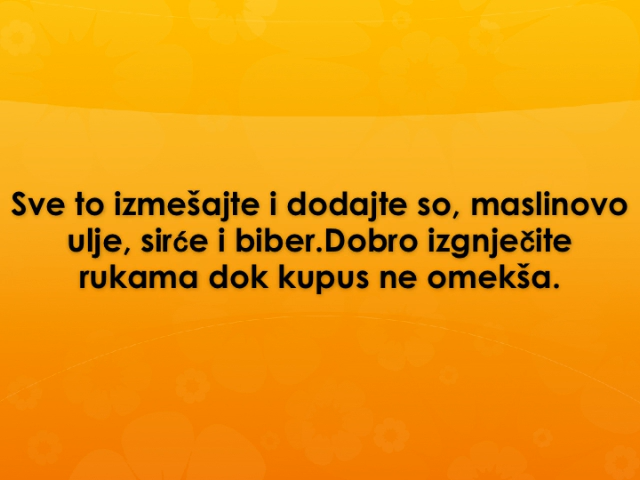 Sve to izmešajte i dodajte so, maslinovo
ulje, sirće i biber.Dobro izgnječite
rukama dok kupus ne omekša.